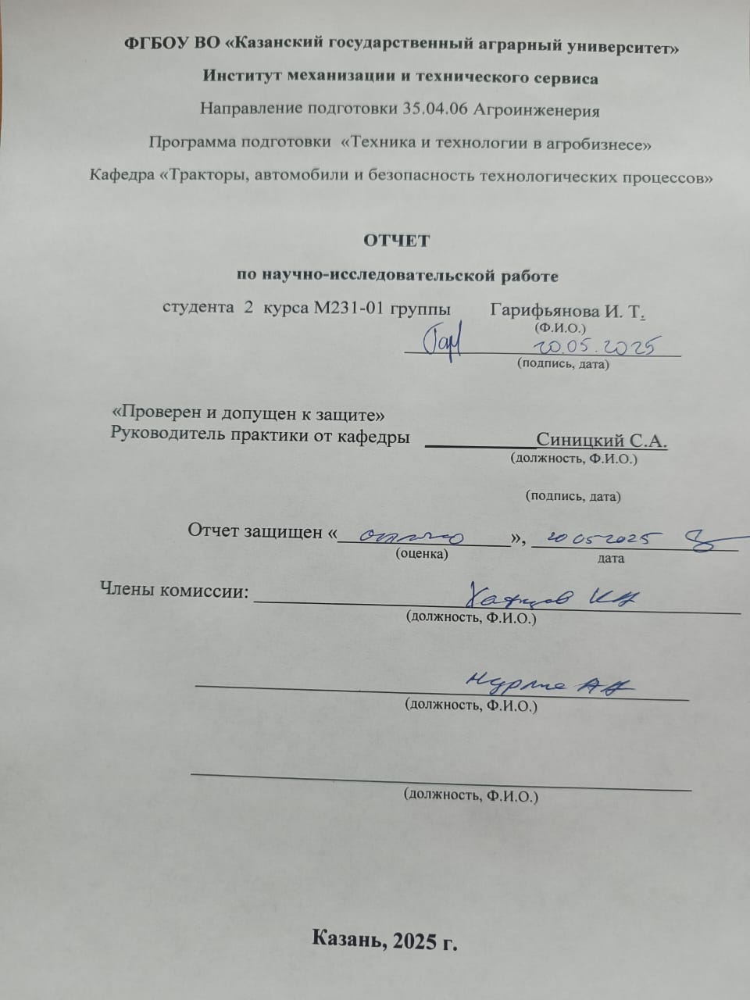 ФГБОУ ВО «Казанский государственный аграрный университет»
Институт механизации и технического сервиса
Направление подготовки 35.04.06 Агроинженерия
Программа подготовки «Техника и технологии в агробизнесе»
Кафедра «Тракторы, автомобили и безопасность технологических процессов»
ОТЧЕТ
по научно-исследовательской работе
студента 2 курса М231-01 группы Гарифьянова И. Т.
(Ф.И.О.)
Гар 20.05.2025
(подпись, дата)
«Проверен и допущен к защите»
Руководитель практики от кафедры Синицкий С.А.
(должность, Ф.И.О.)
(подпись, дата)
Отчет защищен « », 20 05 2025
(оценка) дата
Члены комиссии:
(должность, Ф.И.О.)
(должность, Ф.И.О.)
(должность, Ф.И.О.)
Казань, 2025 г.